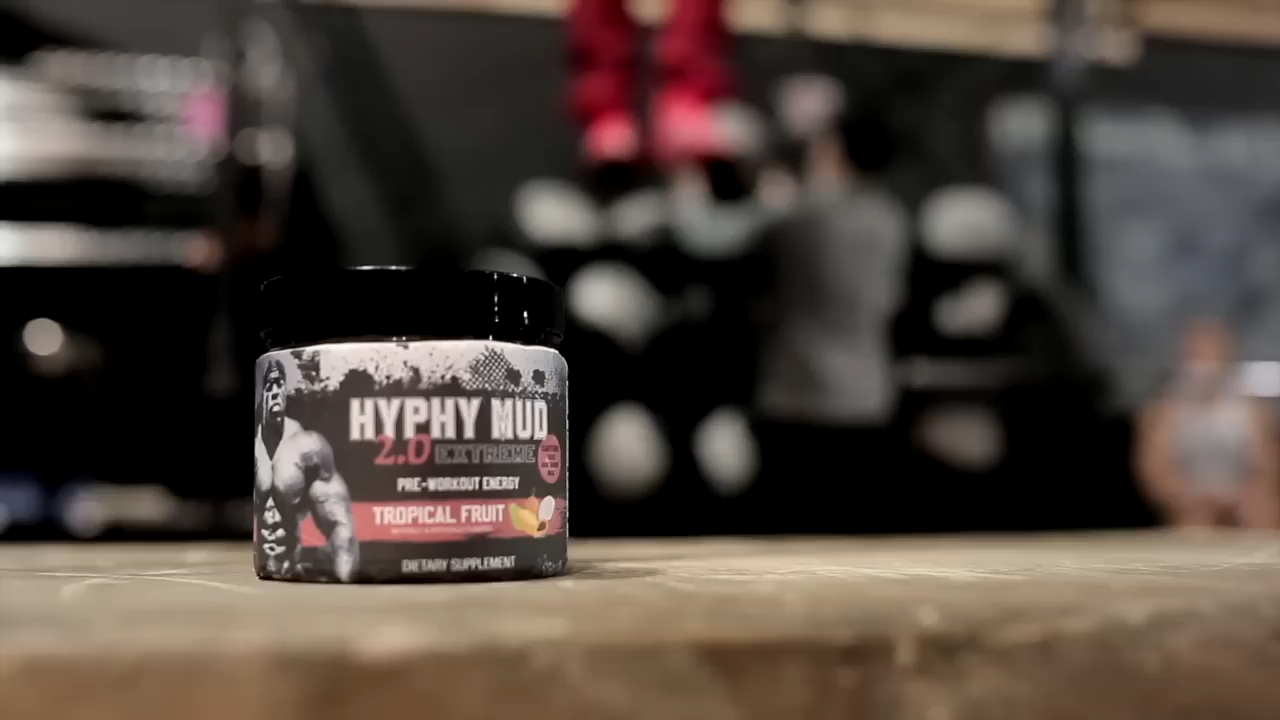 HYPHY MUD
2.0 EXTREME
PRE-WORKOUT ENERGY
TROPICAL FRUIT
DIETARY SUPPLEMENT